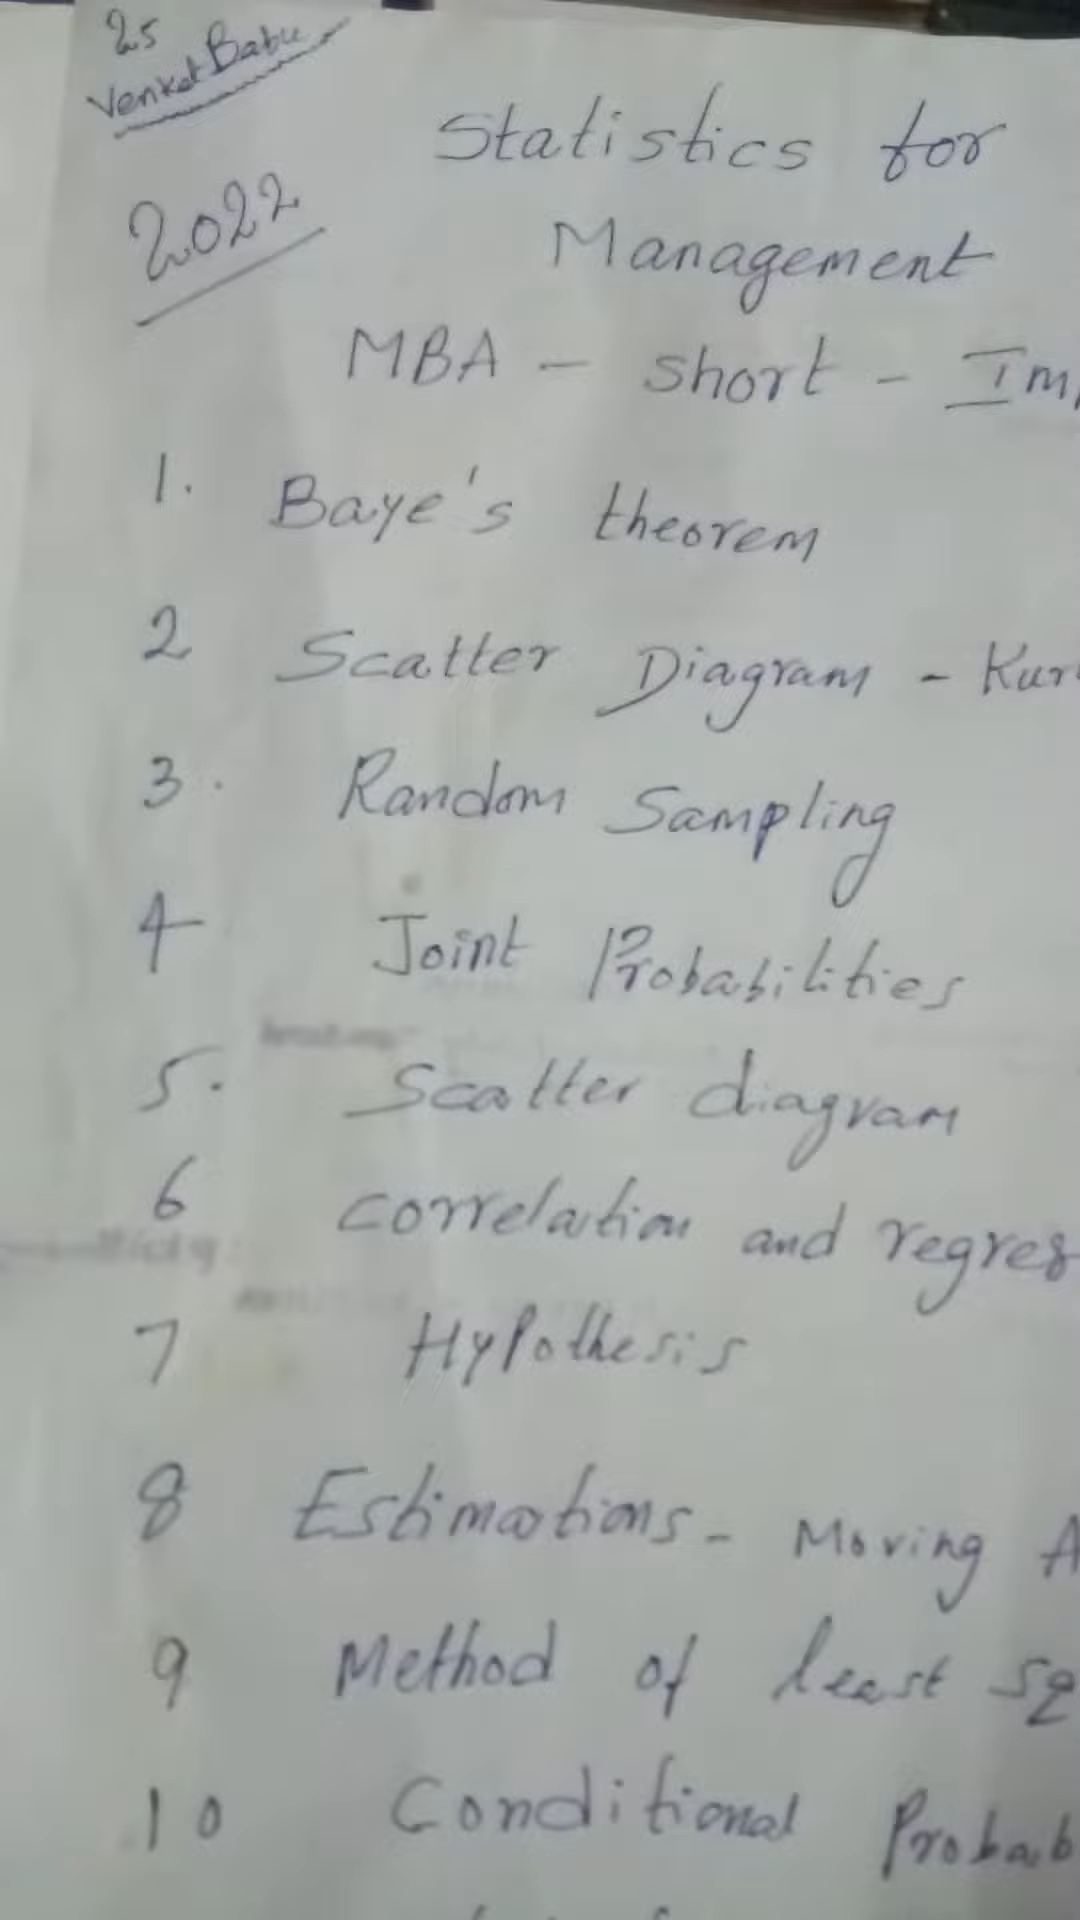 25
Venkat Babu
2022
Statistics for
Management
MBA - short - Im
1. Baye's theorem
2 Scatter Diagram - Kur
3. Random Sampling
4 Joint Probabilities
5. Scatter diagram
6 correlation and regres
7 Hypothesis
8 Estimations - Moving A
9 Method of least sq
10 Conditional Probab